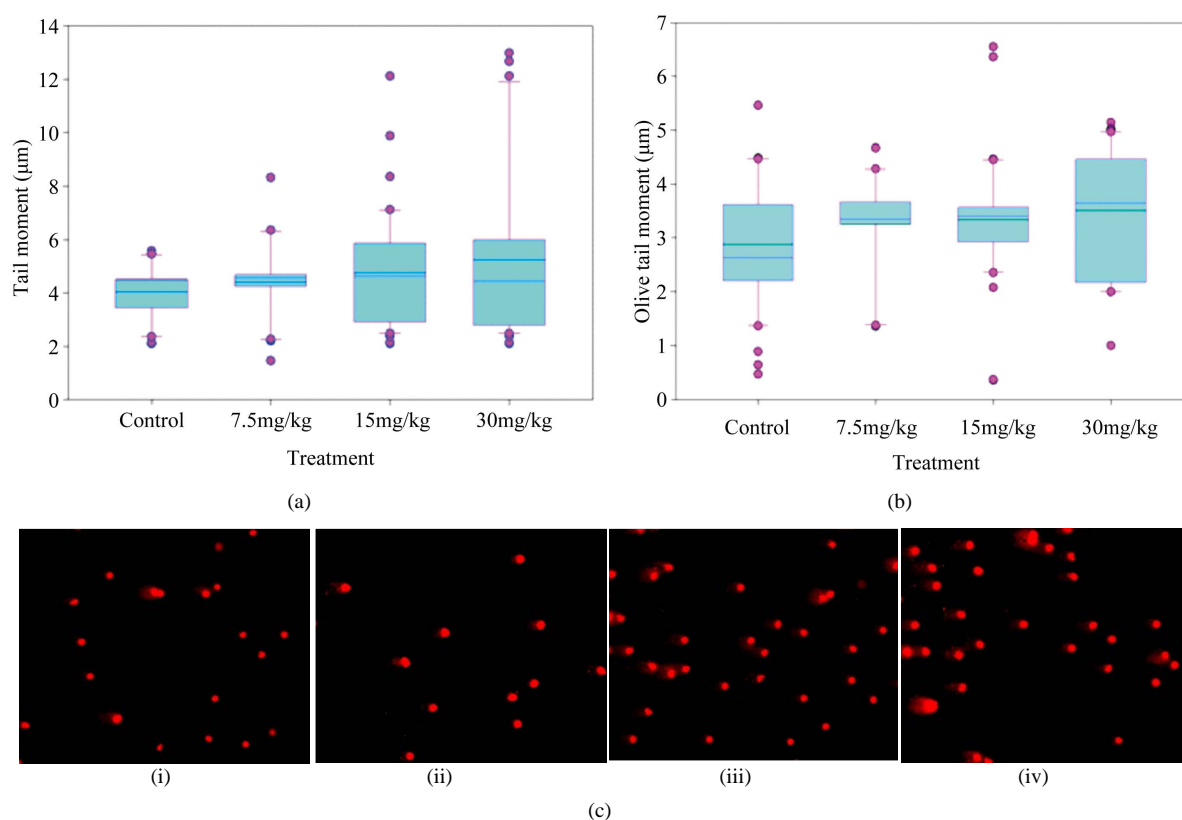 14
12
10
8
6
4
2
0
Tail moment (μm)
Control 7.5mg/kg 15mg/kg 30mg/kg
Treatment
(a)
7
6
5
4
3
2
1
0
Olive tail moment (μm)
Control 7.5mg/kg 15mg/kg 30mg/kg
Treatment
(b)
(i) (ii) (iii) (iv)
(c)